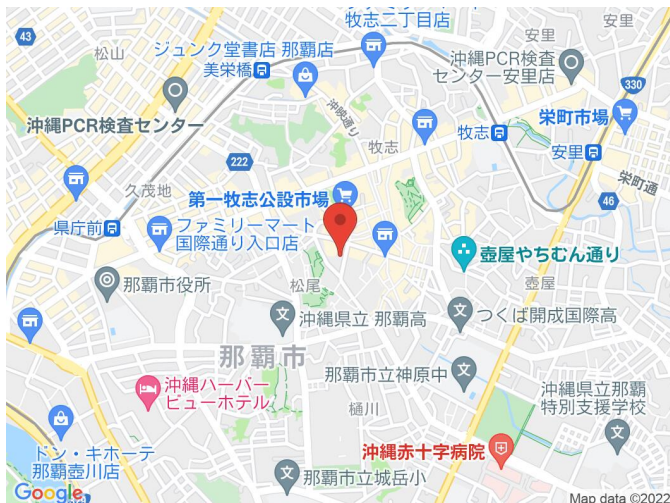 牧志二丁目店
安里
43
松山
ジュンク堂書店 那覇店
美栄橋
沖縄PCR検査
センター安里店
330
沖映通り
沖縄PCR検査センター
栄町市場
牧志
牧志
222
安里
栄町通
久茂地
第一牧志公設市場
46
県庁前
ファミリーマート
国際通り入口店
壺屋やちむん通り
那覇市役所
松尾
壺屋
沖縄県立 那覇高
つくば開成国際高
那覇市
那覇市立神原中
沖縄ハーバー
ビューホテル
沖縄県立那覇
特別支援学校
樋川
ドン・キホーテ
那覇壺川店
沖縄赤十字病院
那覇市立城岳小
Google
Map data ©2022